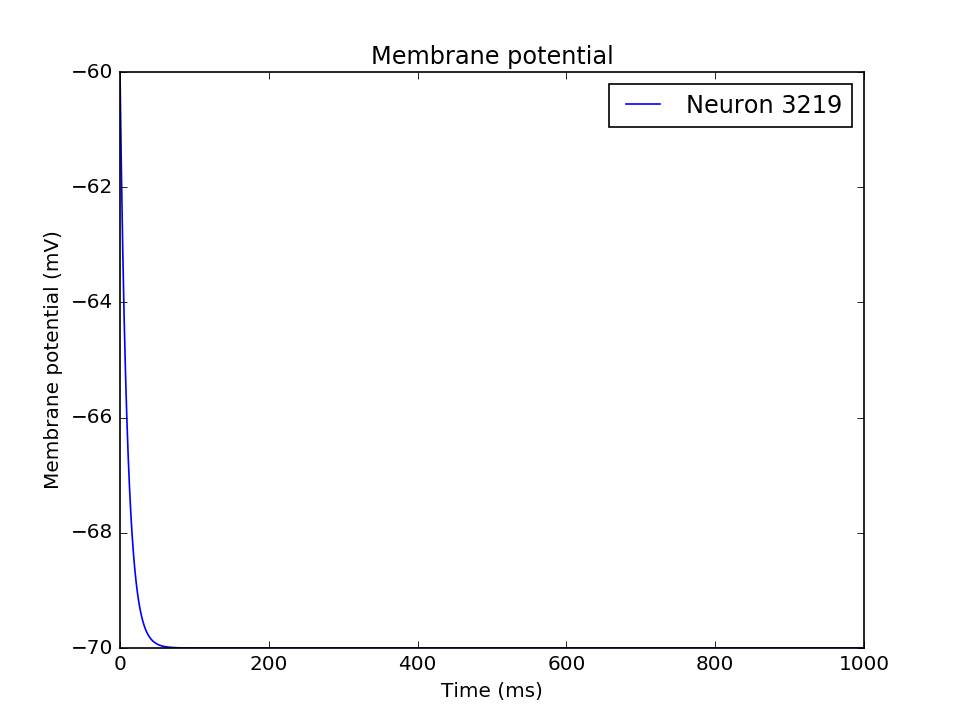 Membrane potential
Neuron 3219
Membrane potential (mV)
−60
−62
−64
−66
−68
−70
0 200 400 600 800 1000
Time (ms)